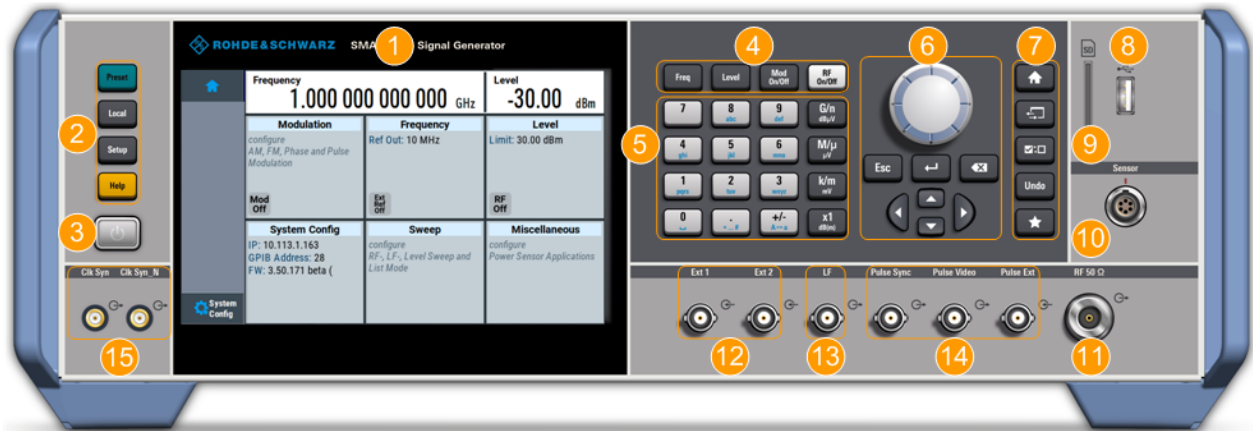 ROHDE&SCHWARZ SMA 1 Signal Generator
Frequency
1.000 000 000 000 GHz
Level
-30.00 dBm
Modulation
configure
AM, FM, Phase and Pulse
Modulation
Mod
Off
Frequency
Ref Out: 10 MHz
Ext
Ref
Off
Level
Limit: 30.00 dBm
RF
Off
System Config
IP: 10.113.1.163
GPIB Address: 28
FW: 3.50.171 beta (
Sweep
configure
RF-, LF-, Level Sweep and
List Mode
Miscellaneous
configure
Power Sensor Applications
System
Config
Preset
Local
2
Setup
Help
3
Clk Syn Clk Syn_N
15
4
Freq
Level
Mod
On/Off
RF
On/Off
5
7
8
abc
9
def
G/n
dBµV
4
ghi
5
jkl
6
mno
M/µ
µV
1
pqrs
2
tuv
3
wxyz
k/m
mV
0
.
+/-
x1
dB(m)
6
Esc
7
Undo
SD
8
9
Sensor
10
Ext 1 Ext 2
12
LF
13
Pulse Sync Pulse Video Pulse Ext
14
RF 50 Ω
11